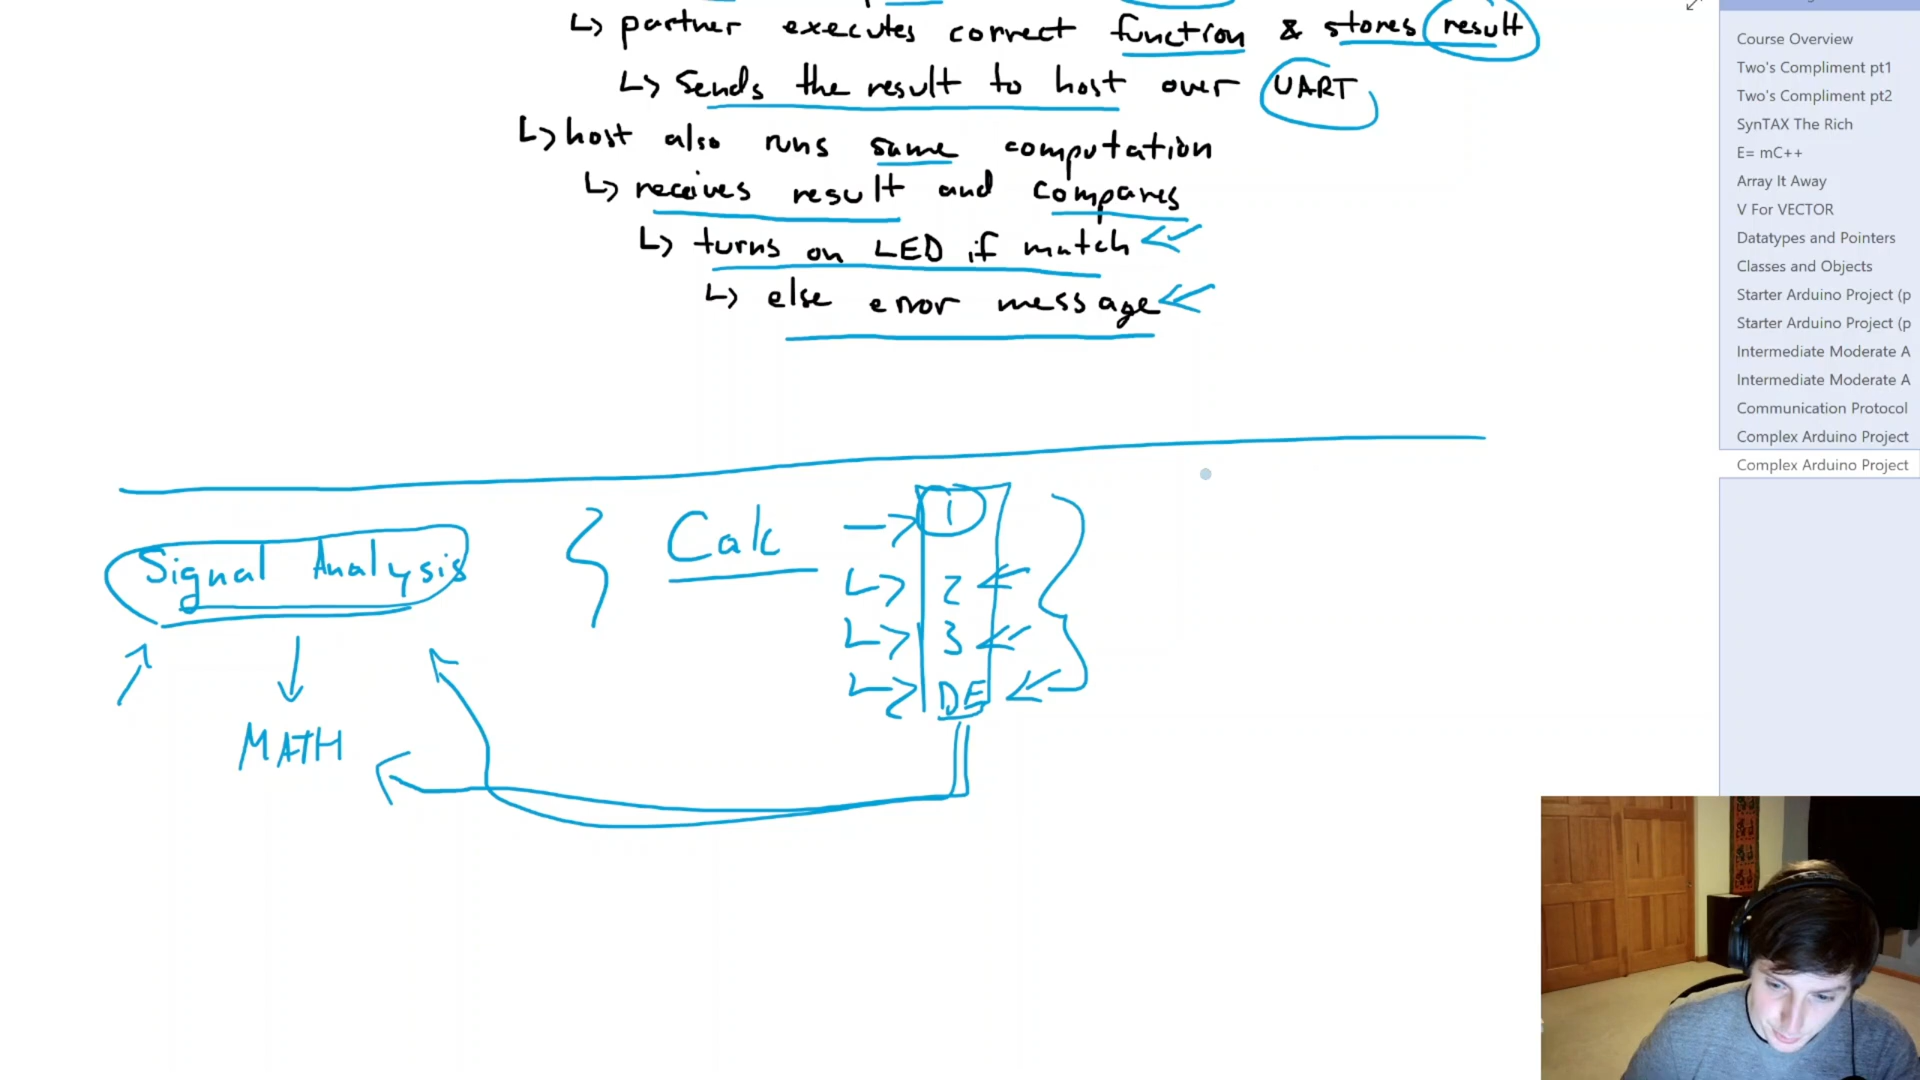 ↳ partner executes correct function & stores result
↳ Sends the result to host over UART
↳ host also runs same computation
↳ receives result and compares
↳ turns on LED if match
↳ else error message
Signal Analysis
MATH
Calc
1
2
3
DE
Course Overview
Two's Compliment pt1
Two's Compliment pt2
SynTAX The Rich
E= mC++
Array It Away
V For VECTOR
Datatypes and Pointers
Classes and Objects
Starter Arduino Project (p
Starter Arduino Project (p
Intermediate Moderate A
Intermediate Moderate A
Communication Protocol
Complex Arduino Project
Complex Arduino Project